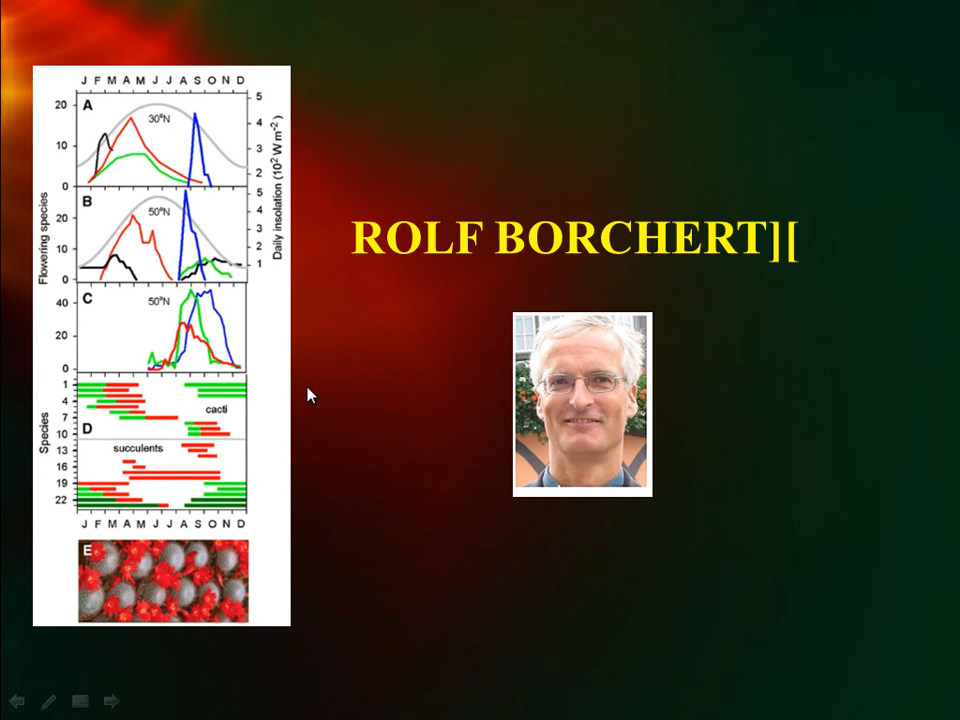 J F M A M J J A S O N D
A
30°N
20
10
0
5
4
3
2
B
50°N
20
10
0
5
4
3
2
1
Flowering species
Daily insolation (10² W m⁻²)
C
50°N
40
20
0
1
4
7
10
13
16
19
22
Species
cacti
D
succulents
J F M A M J J A S O N D
E
ROLF BORCHERT][